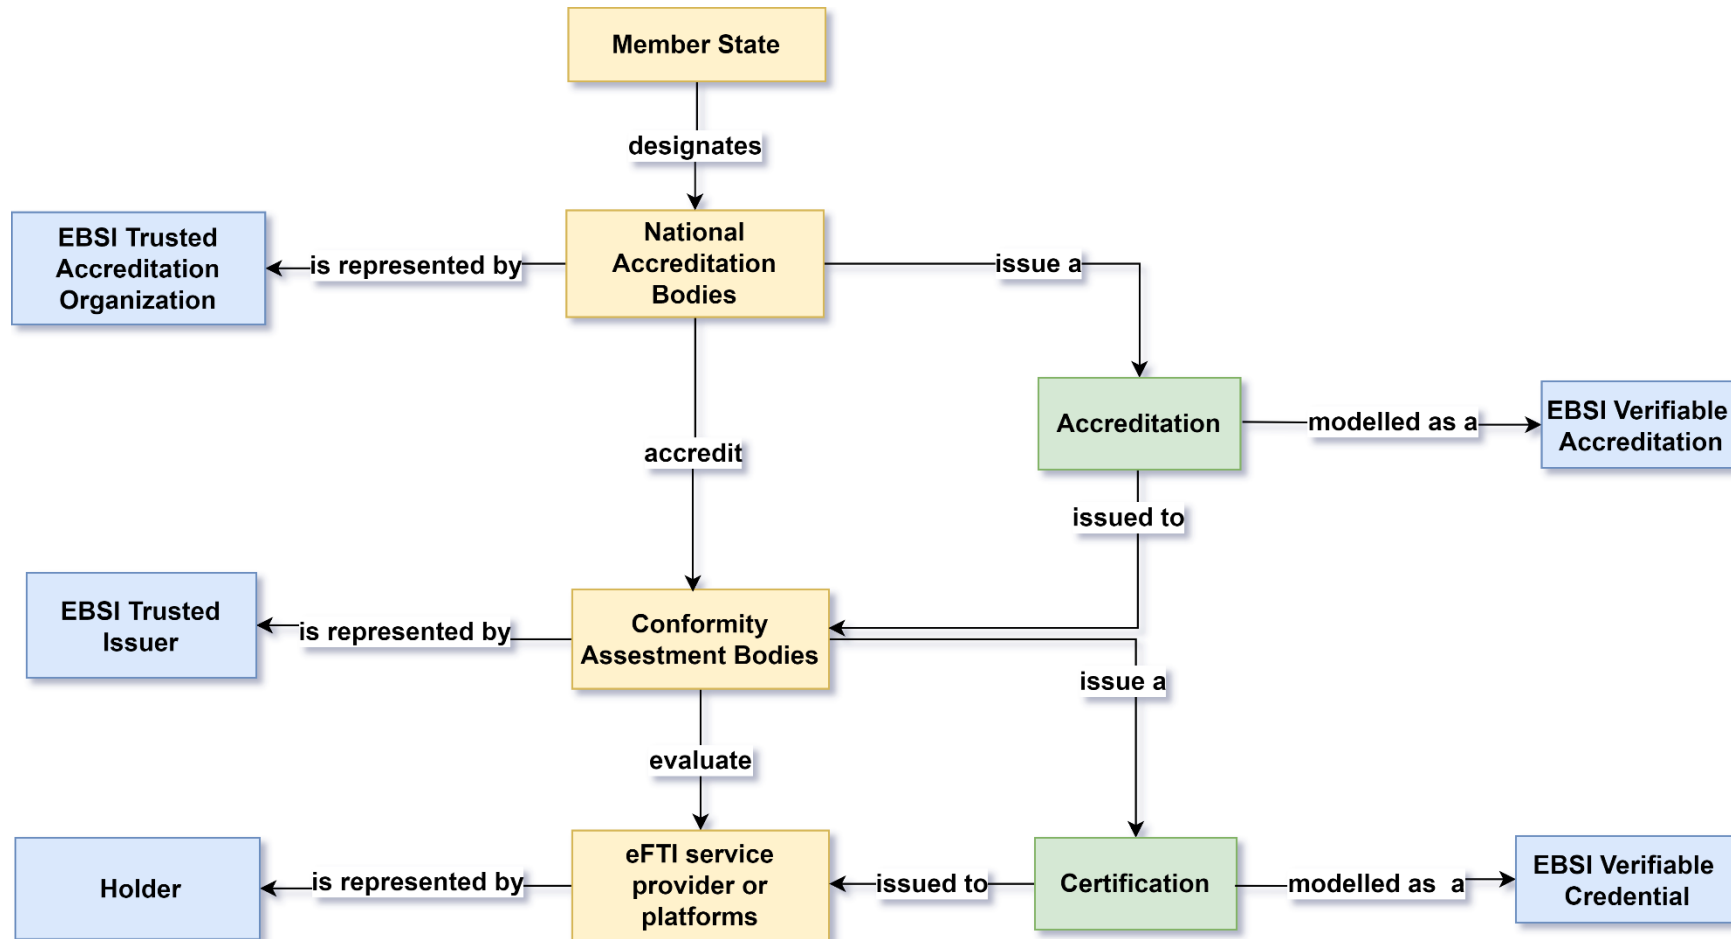 Member State
designates
EBSI Trusted
Accreditation
Organization
is represented by
National
Accreditation
Bodies
issue a
accredit
Accreditation
modelled as a
EBSI Verifiable
Accreditation
issued to
EBSI Trusted
Issuer
is represented by
Conformity
Assestment Bodies
issue a
evaluate
Holder
is represented by
eFTI service
provider or
platforms
issued to
Certification
modelled as  a
EBSI Verifiable
Credential